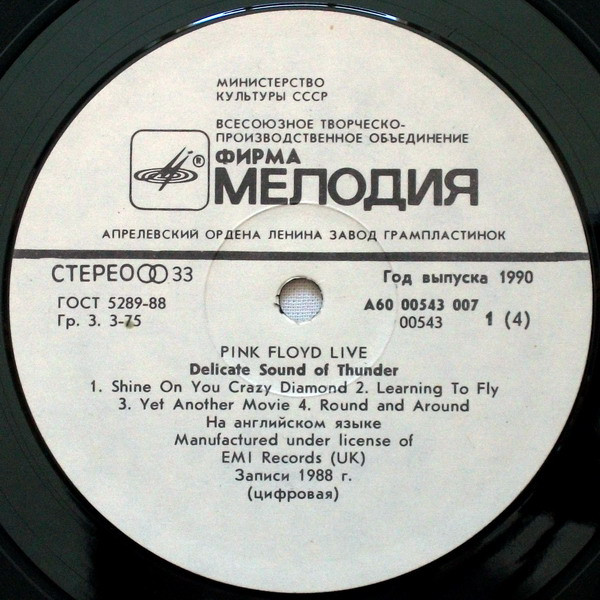 МИНИСТЕРСТВО
КУЛЬТУРЫ СССР
ВСЕСОЮЗНОЕ ТВОРЧЕСКО-
ПРОИЗВОДСТВЕННОЕ ОБЪЕДИНЕНИЕ
®
ФИРМА
МЕЛОДИЯ
АПРЕЛЕВСКИЙ ОРДЕНА ЛЕНИНА ЗАВОД ГРАМПЛАСТИНОК
СТЕРЕО 33
ГОСТ 5289-88
Гр. 3. 3-75
Год выпуска 1990
А60 00543 007
00543
1 (4)
PINK FLOYD LIVE
Delicate Sound of Thunder
1. Shine On You Crazy Diamond 2. Learning To Fly
3. Yet Another Movie 4. Round and Around
На английском языке
Manufactured under license of
EMI Records (UK)
Записи 1988 г.
(цифровая)